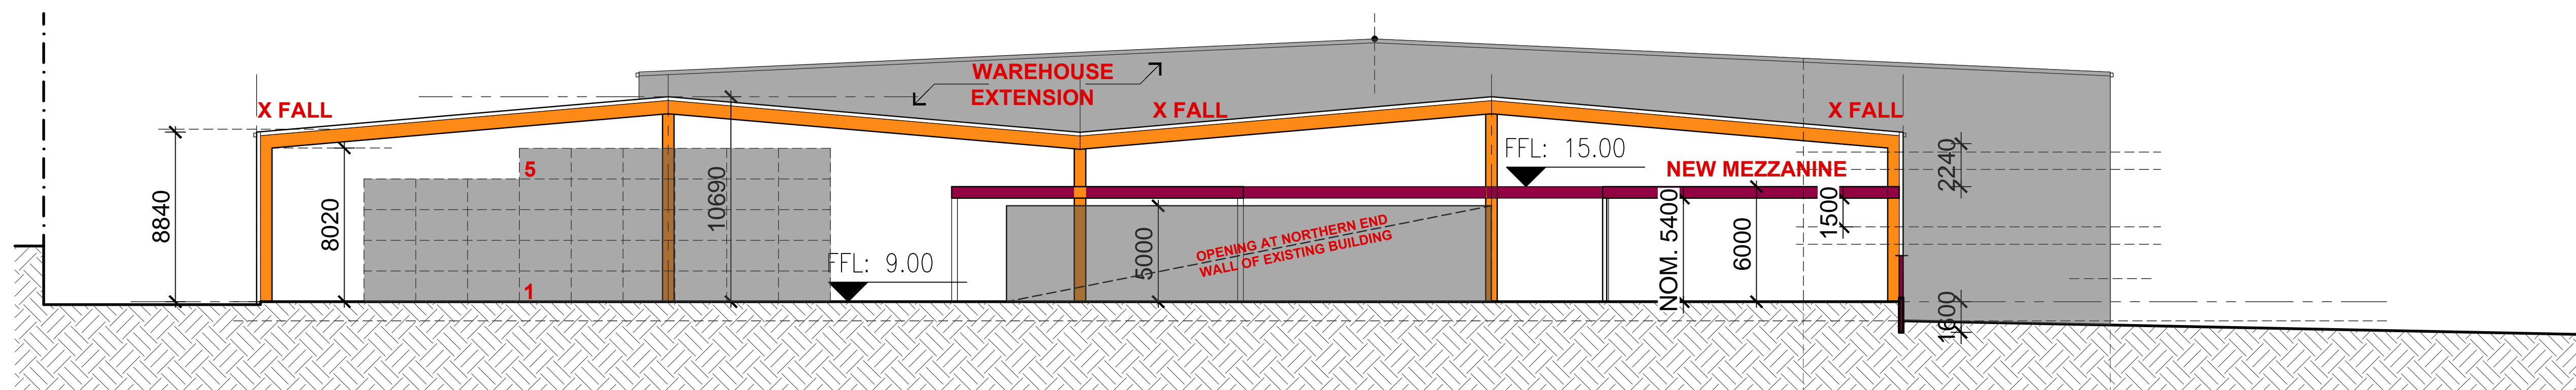 WAREHOUSE
EXTENSION
X FALL
X FALL
X FALL
FFL: 15.00
NEW MEZZANINE
2240
5
8840
8020
10690
NOM. 5400
6000
1500
OPENING AT NORTHERN END
WALL OF EXISTING BUILDING
5000
FFL: 9.00
1
1600